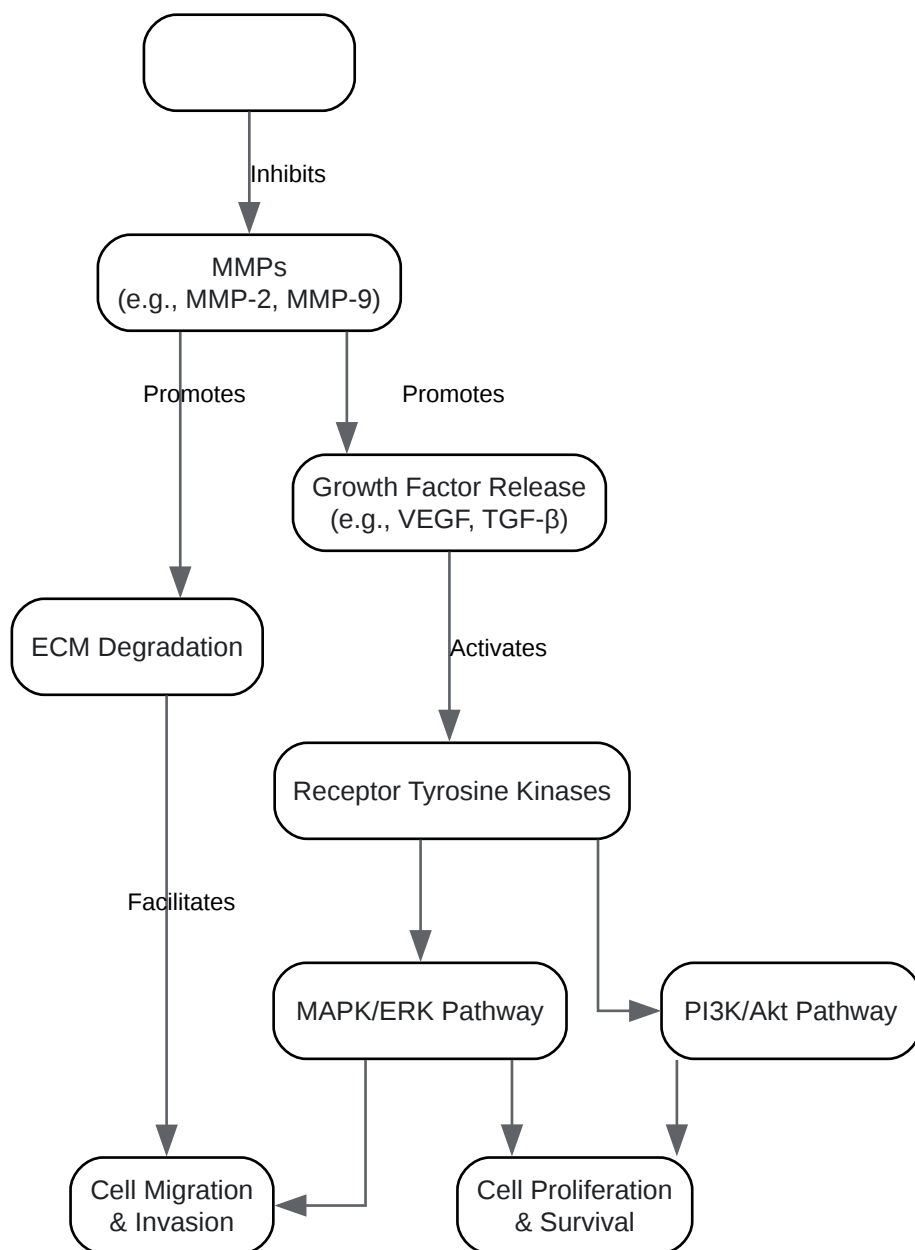 Inhibits
MMPs
(e.g., MMP-2, MMP-9)
Promotes
Promotes
Growth Factor Release
(e.g., VEGF, TGF-β)
ECM Degradation
Activates
Receptor Tyrosine Kinases
Facilitates
MAPK/ERK Pathway
PI3K/Akt Pathway
Cell Migration
& Invasion
Cell Proliferation
& Survival